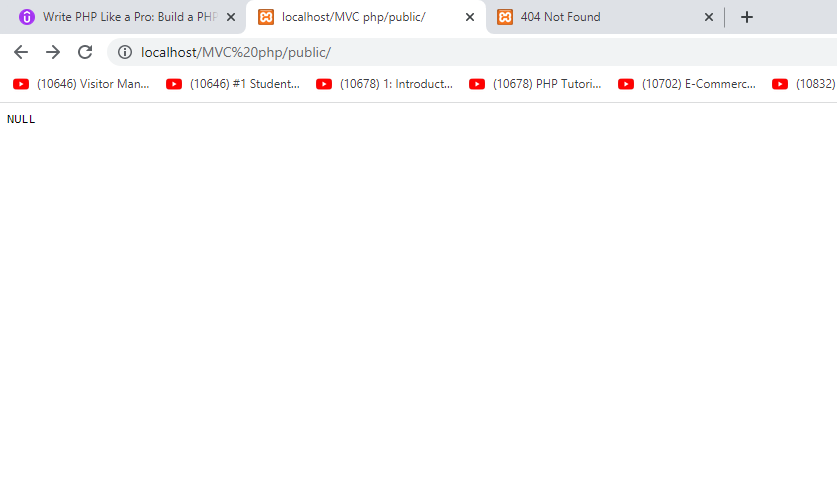 Write PHP Like a Pro: Build a PHP
localhost/MVC php/public/
404 Not Found
localhost/MVC%20php/public/
(10646) Visitor Man...
(10646) #1 Student...
(10678) 1: Introduct...
(10678) PHP Tutori...
(10702) E-Commerc...
(10832)
NULL